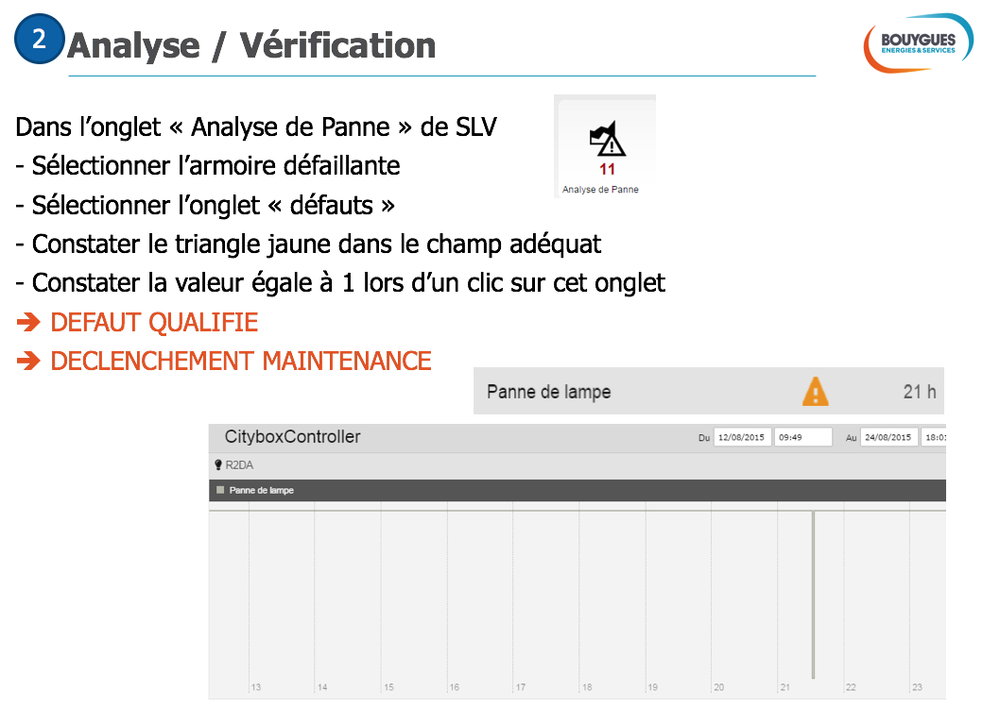 2
Analyse / Vérification
BOUYGUES
ENERGIES & SERVICES
Dans l’onglet « Analyse de Panne » de SLV
- Sélectionner l’armoire défaillante
- Sélectionner l’onglet « défauts »
- Constater le triangle jaune dans le champ adéquat
- Constater la valeur égale à 1 lors d’un clic sur cet onglet
➔ DEFAUT QUALIFIE
➔ DECLENCHEMENT MAINTENANCE
11
Analyse de Panne
Panne de lampe 21 h
CityboxController Du 12/08/2015 09:49 Au 24/08/2015 18:01
R2DA
Panne de lampe
13 14 15 16 17 18 19 20 21 22 23